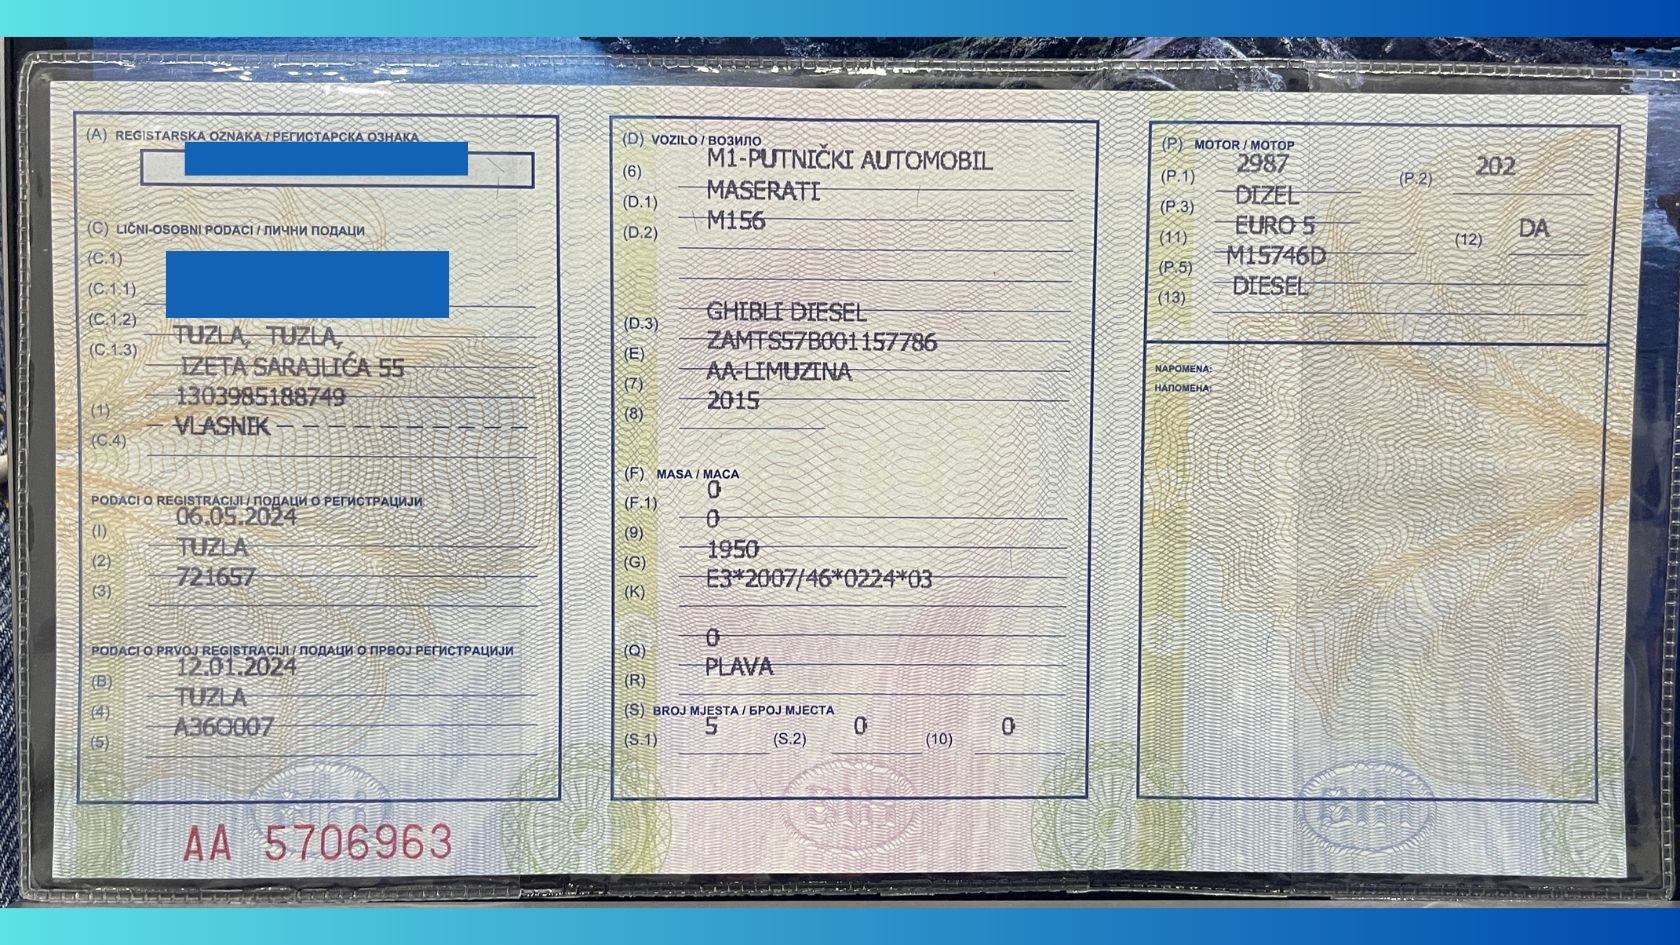 (A) REGISTARSKA OZNAKA / РЕГИСТАРСКА ОЗНАКА
(C) LIČNI-OSOBNI PODACI / ЛИЧНИ ПОДАЦИ
(C.1)
(C.1.1)
(C.1.2)
TUZLA, TUZLA,
(C.1.3)
IZETA SARAJLIĆA 55
1303985188749
(1)
VLASNIK
(C.4)
PODACI O REGISTRACIJI / ПОДАЦИ О РЕГИСТРАЦИЈИ
06.05.2024
(I)
TUZLA
(2)
721657
(3)
PODACI O PRVOJ REGISTRACIJI / ПОДАЦИ О ПРВОЈ РЕГИСТРАЦИЈИ
12.01.2024
(B)
TUZLA
(4)
A36O007
(5)
AA 5706963
(D) VOZILO / ВОЗИЛО
M1-PUTNIČKI AUTOMOBIL
(6)
MASERATI
(D.1)
M156
(D.2)
GHIBLI DIESEL
(D.3)
ZAMTS57B001157786
(E)
AA-LIMUZINA
(7)
2015
(8)
(F) MASA / МАСА
0
(F.1)
0
(9)
1950
(G)
E3*2007/46*0224*03
(K)
0
(Q)
PLAVA
(R)
(S) BROJ MJESTA / БРОЈ МЈЕСТА
5 0 0
(S.1) (S.2) (10)
(P) MOTOR / МОТОР
2987 202
(P.1) (P.2)
DIZEL
(P.3)
EURO 5 DA
(11) (12)
M15746D
(P.5)
DIESEL
(13)
NAPOMENA:
НАПОМЕНА:
BIH
BIH
BIH